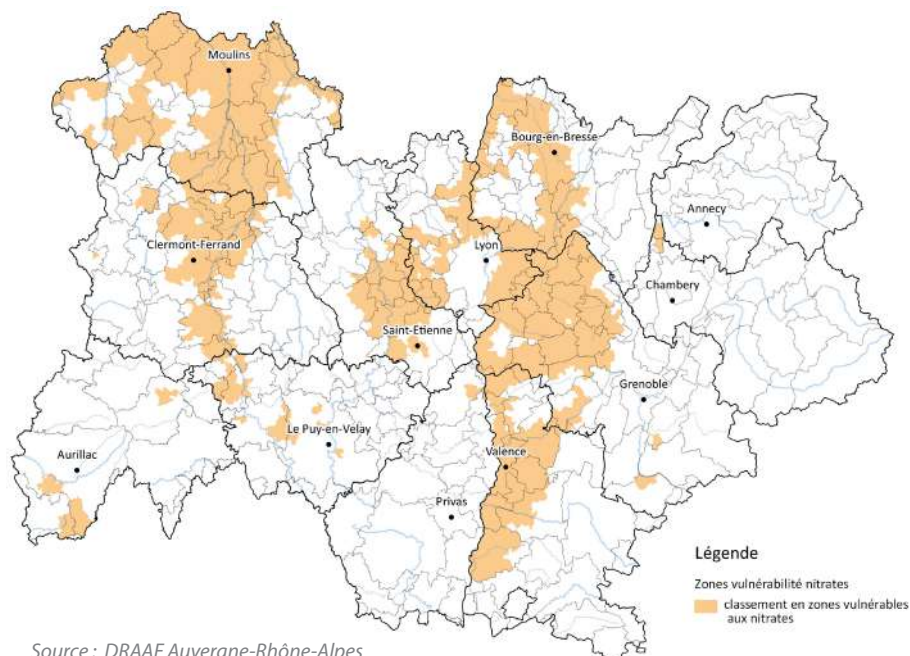 Moulins
Bourg-en-Bresse
Annecy
Clermont-Ferrand
Lyon
Chambery
Saint-Etienne
Grenoble
Le Puy-en-Velay
Aurillac
Valence
Privas
Légende
Zones vulnérabilité nitrates
classement en zones vulnérables
aux nitrates
Source : DRAAF Auvergne-Rhône-Alpes